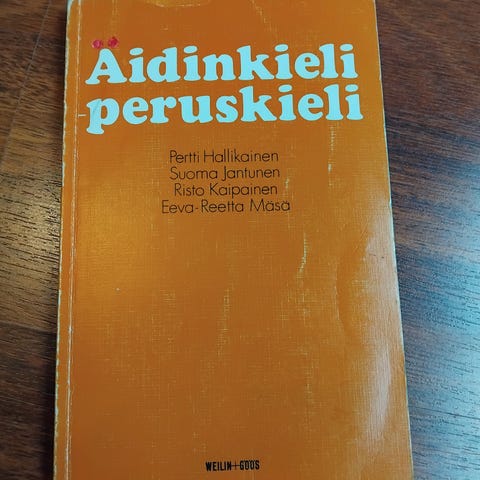 Äidinkieli
peruskieli
Pertti Hallikainen
Suoma Jantunen
Risto Kaipainen
Eeva-Reetta Mäsä
WEILIN+GÖÖS